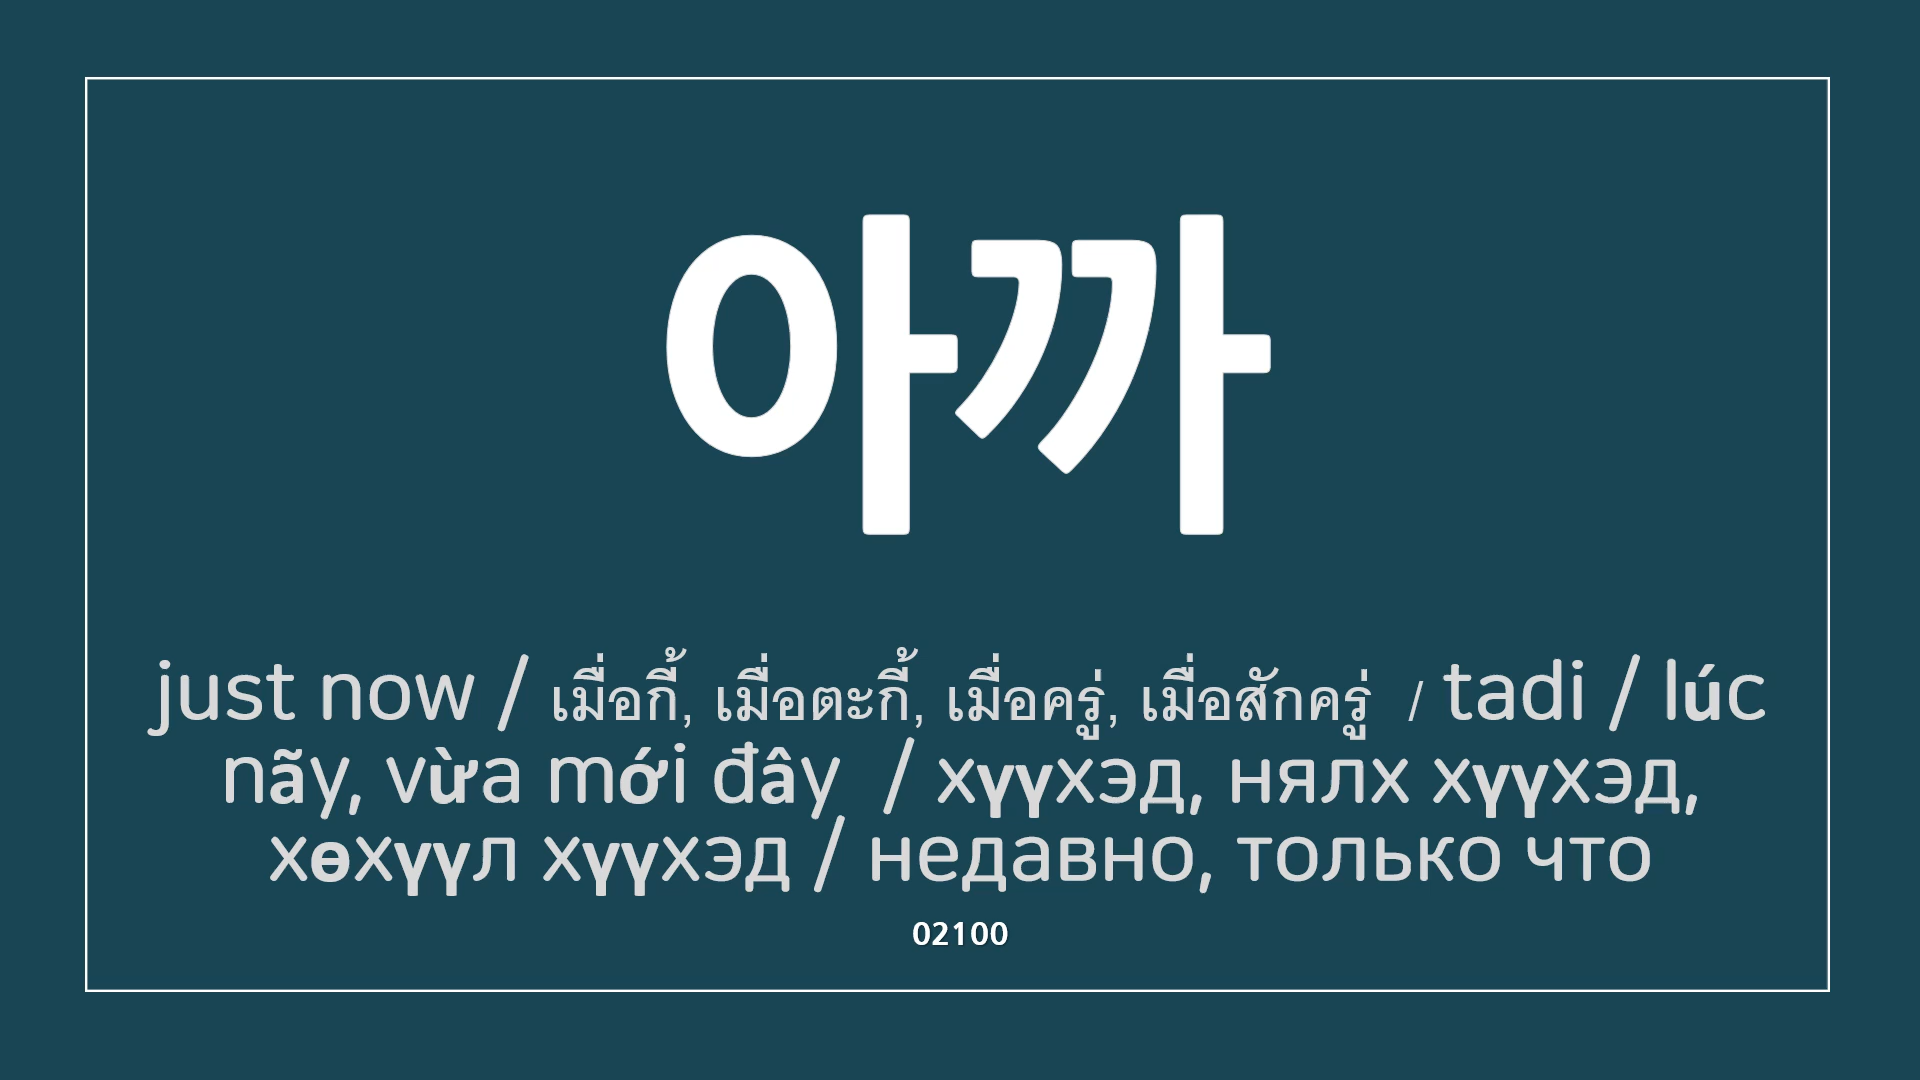 아까
just now / เมื่อกี้, เมื่อตะกี้, เมื่อครู่, เมื่อสักครู่ / tadi / lúc
nãy, vừa mới đây / хүүхэд, нялх хүүхэд,
хөхүүл хүүхэд / недавно, только что
02100